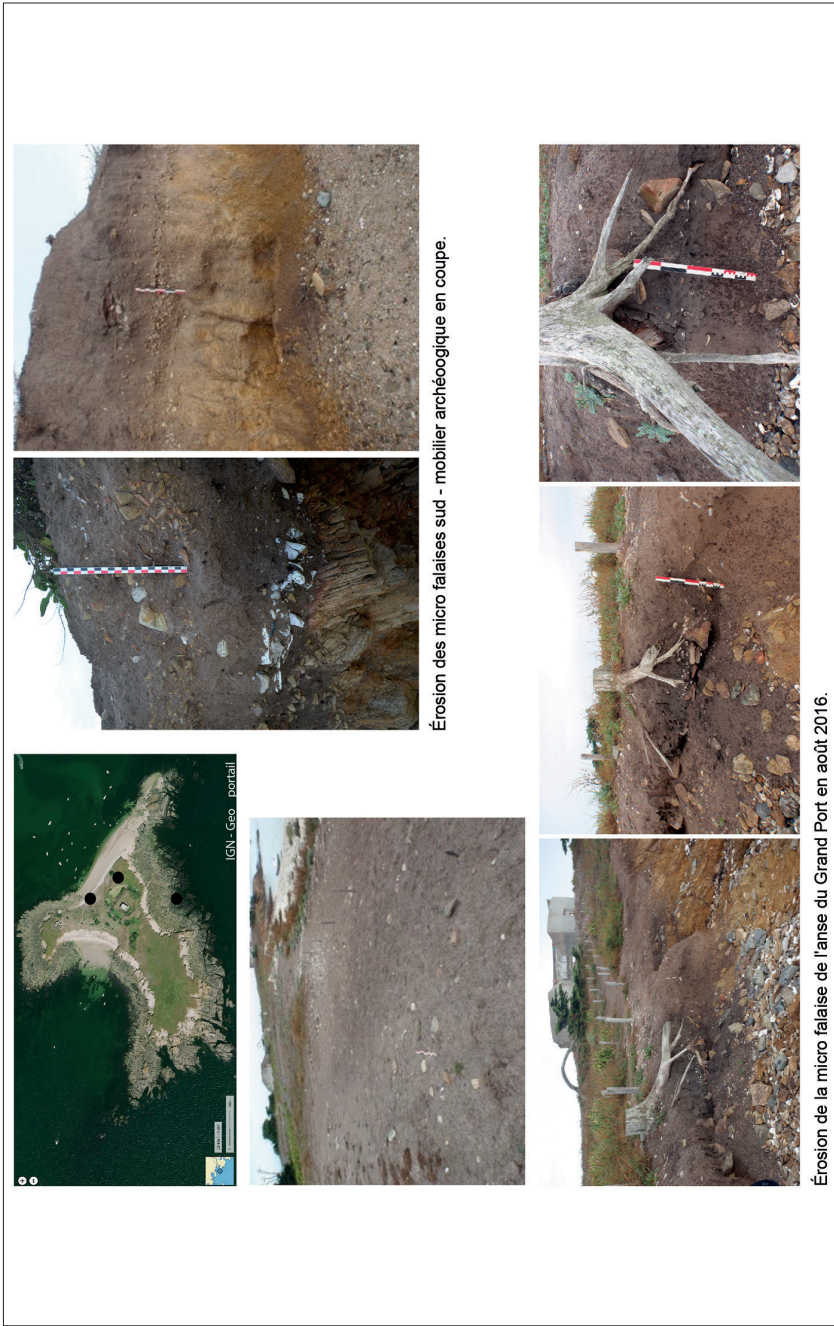 IGN - Geo portail
Érosion des micro falaises sud - mobilier archéoogique en coupe.
Érosion de la micro falaise de l'anse du Grand Port en août 2016.